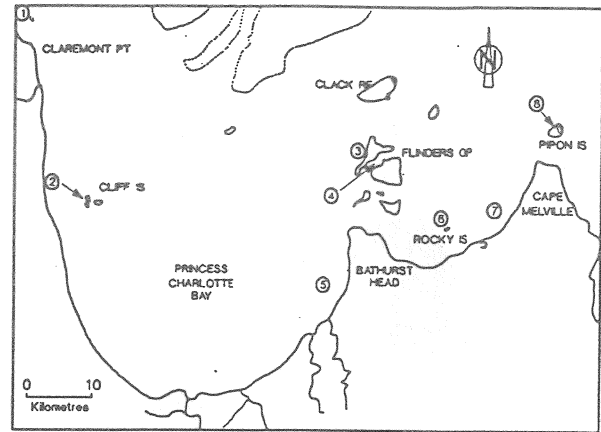 1
CLAREMONT PT
CLACK RF
N
8
PIPON IS
3
FLINDERS GP
2
CLIFF IS
4
CAPE
MELVILLE
6
7
ROCKY IS
PRINCESS
CHARLOTTE
BAY
5
BATHURST
HEAD
0 10
Kilometres